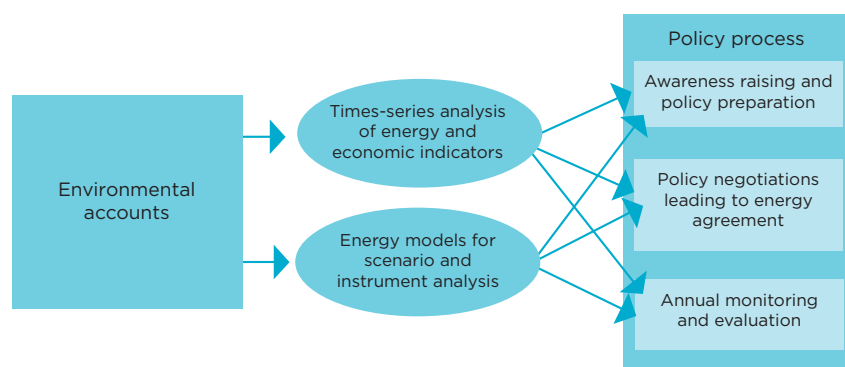 Environmental
accounts
Times-series analysis
of energy and
economic indicators
Energy models for
scenario and
instrument analysis
Policy process
Awareness raising and
policy preparation
Policy negotiations
leading to energy
agreement
Annual monitoring
and evaluation